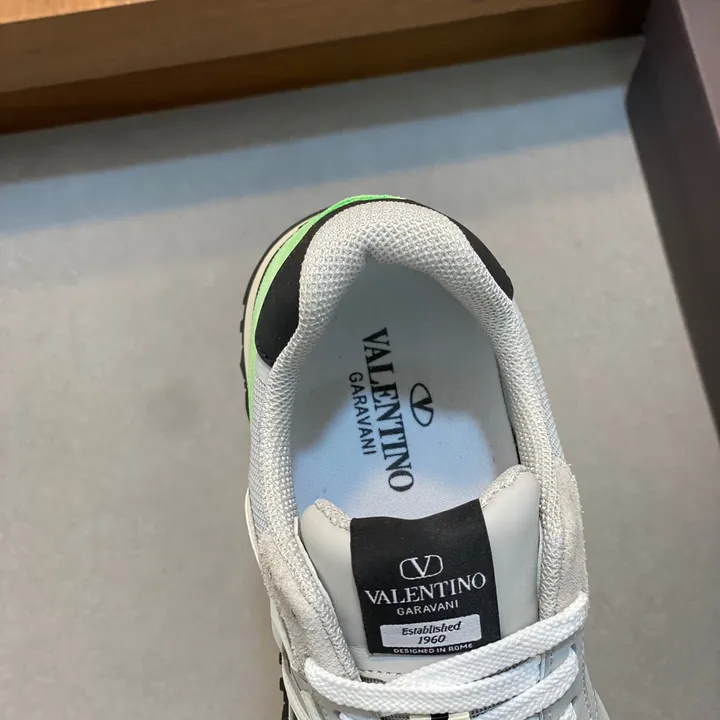 VALENTINO
GARAVANI
VALENTINO
GARAVANI
Established
1960
DESIGNED IN ROME